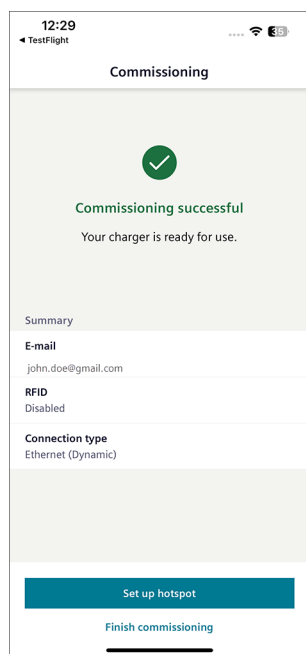 12:29
35
◄ TestFlight
Commissioning
Commissioning successful
Your charger is ready for use.
Summary
E-mail
john.doe@gmail.com
RFID
Disabled
Connection type
Ethernet (Dynamic)
Set up hotspot
Finish commissioning